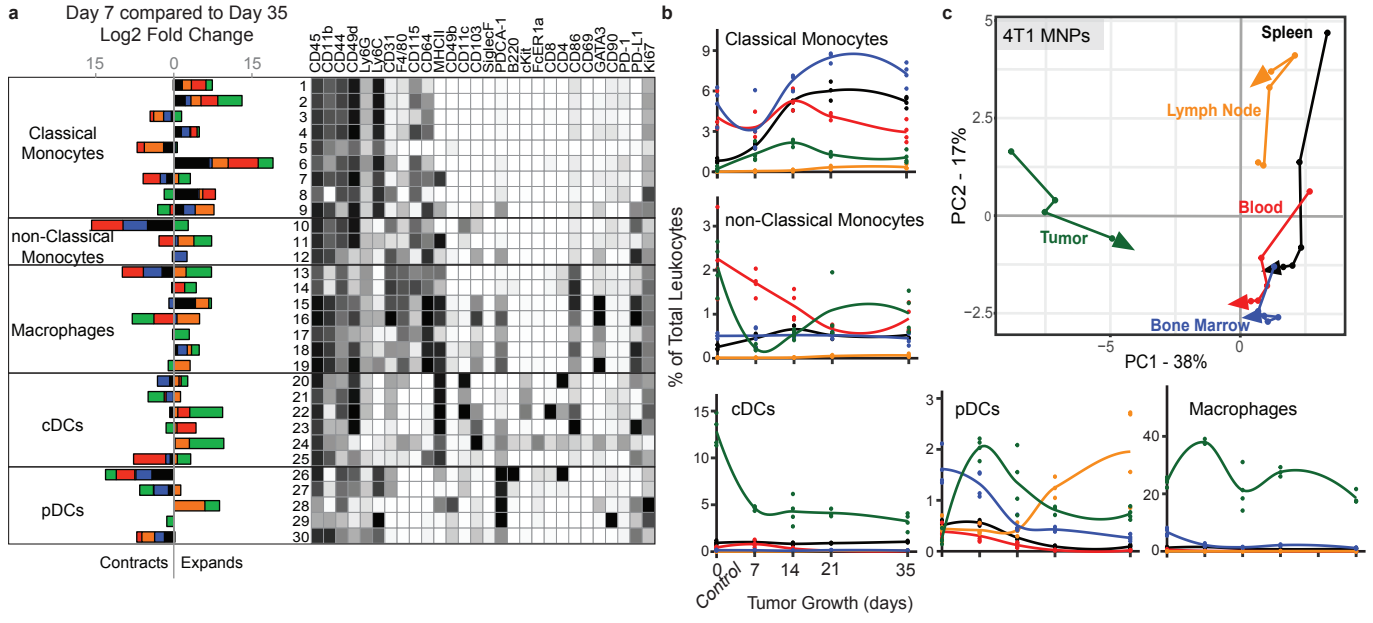 a
Day 7 compared to Day 35
Log2 Fold Change
15 0 15
CD45
CD11b
CD44
CD49d
Ly6G
Ly6C
CD31
F4/80
CD115
CD64
MHCII
CD49b
CD11c
CD103
SiglecF
PDCA-1
B220
cKit
FcER1a
CD8
CD4
CD86
CD69
GATA3
CD90
PD-1
PD-L1
Ki67
Classical
Monocytes
non-Classical
Monocytes
Macrophages
cDCs
pDCs
1
2
3
4
5
6
7
8
9
10
11
12
13
14
15
16
17
18
19
20
21
22
23
24
25
26
27
28
29
30
Contracts Expands
b
% of Total Leukocytes
Classical Monocytes
9
6
3
0
non-Classical Monocytes
3
2
1
0
cDCs
15
10
5
0
0 7 14 21 35
Control
Tumor Growth (days)
pDCs
3
2
1
0
Macrophages
40
20
0
c
4T1 MNPs
Spleen
Lymph Node
Blood
Tumor
Bone Marrow
5
2.5
0
−2.5
PC2 - 17%
−5 0
PC1 - 38%